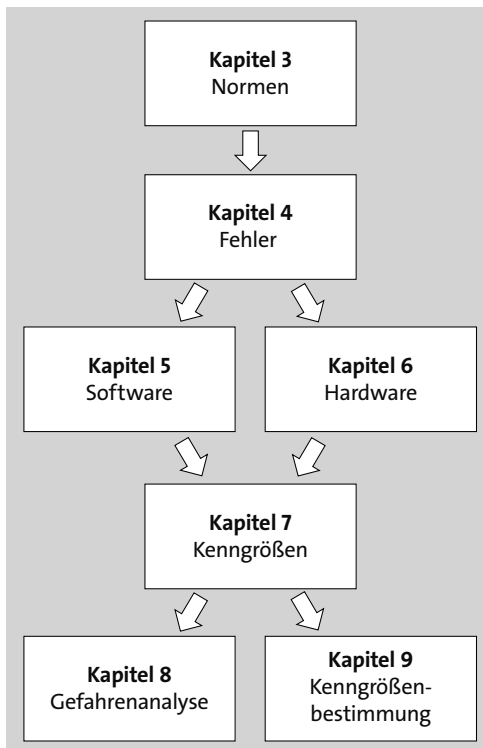 Kapitel 3
Normen
Kapitel 4
Fehler
Kapitel 5
Software
Kapitel 6
Hardware
Kapitel 7
Kenngrößen
Kapitel 8
Gefahrenanalyse
Kapitel 9
Kenngrößen-
bestimmung